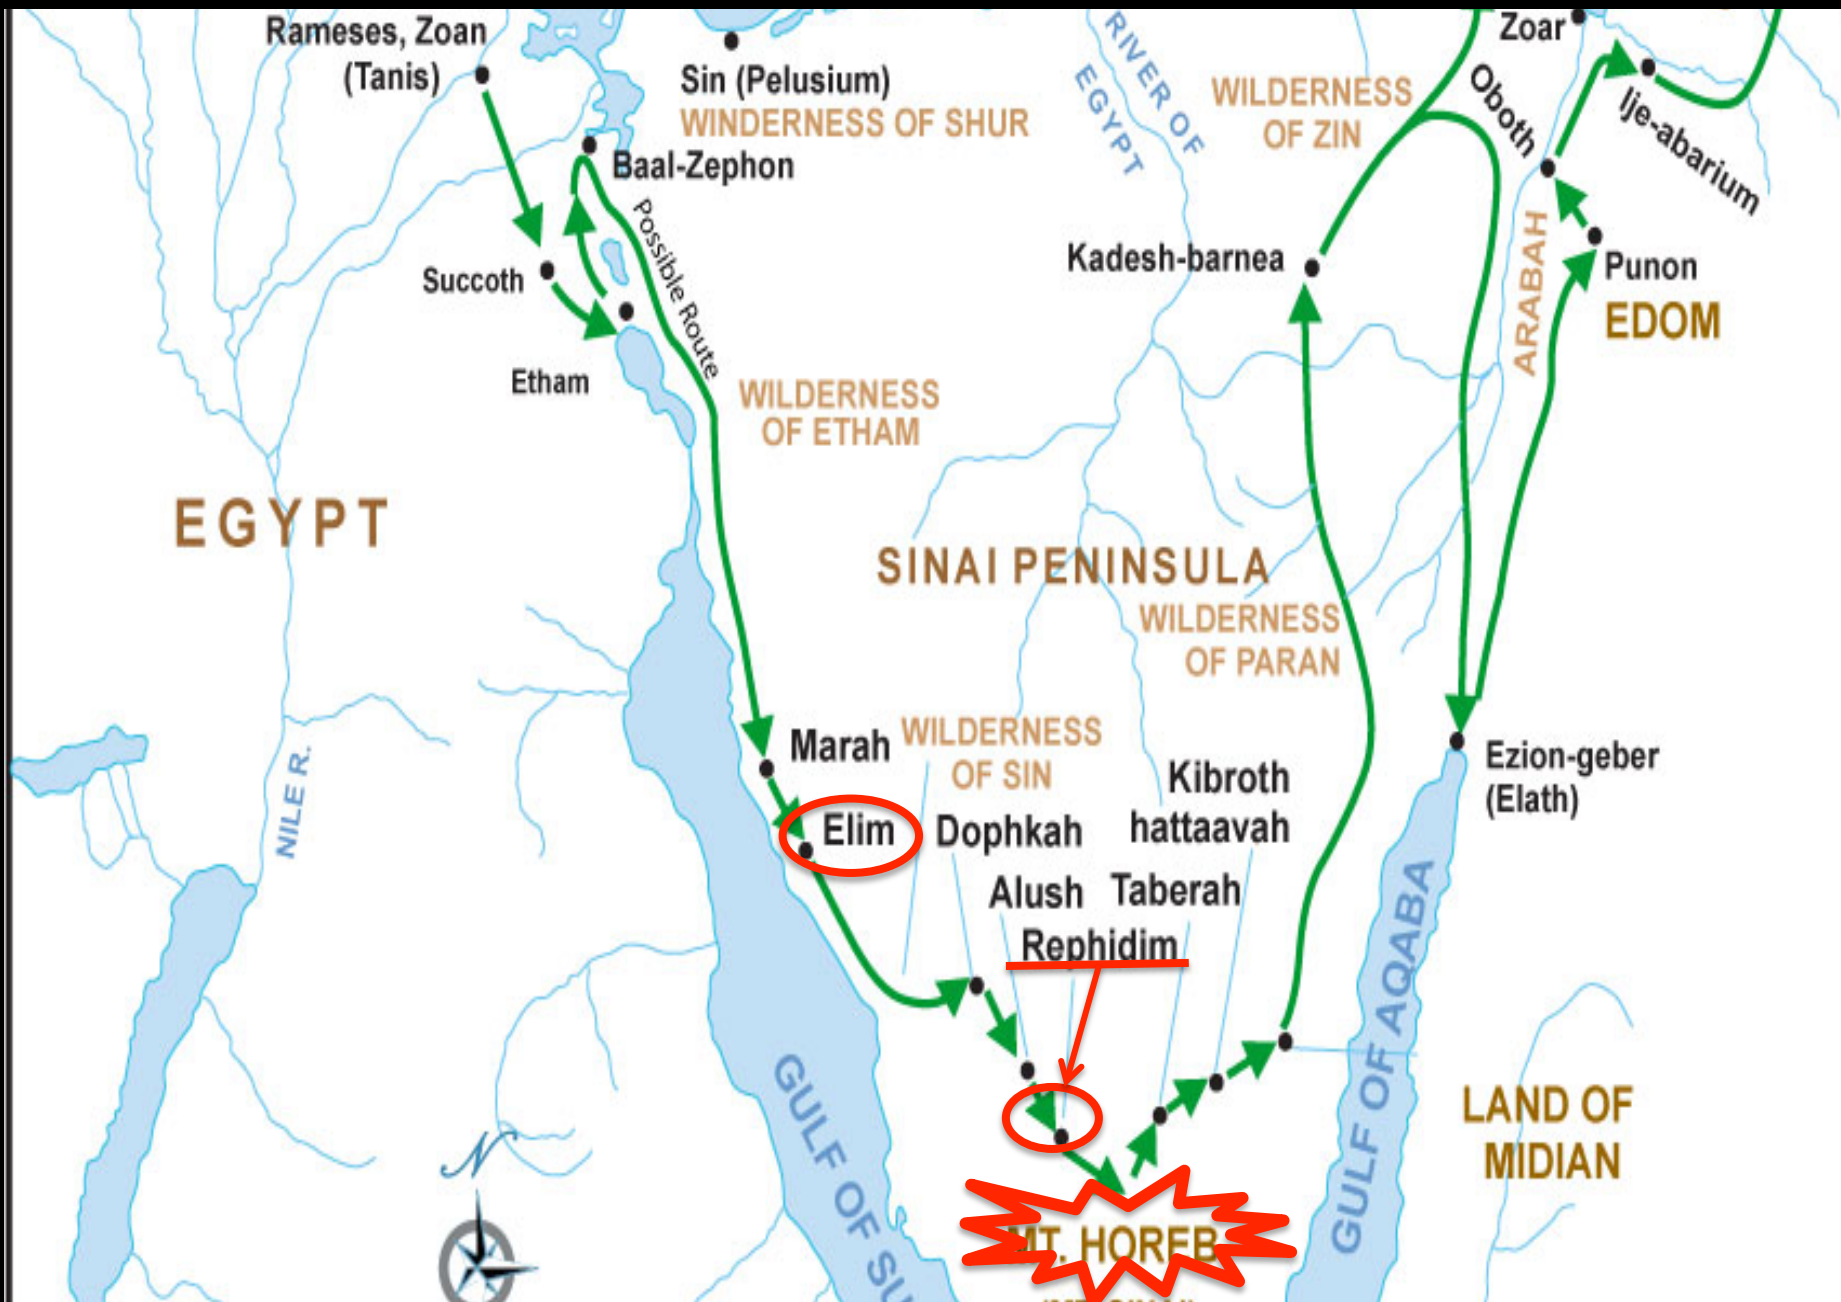 Rameses, Zoan
(Tanis)
Sin (Pelusium)
WINDERNESS OF SHUR
RIVER OF
EGYPT
WILDERNESS
OF ZIN
Zoar
Oboth
Ije-abarium
Baal-Zephon
Possible Route
Succoth
Etham
Kadesh-barnea
ARABAH
Punon
EDOM
WILDERNESS
OF ETHAM
EGYPT
SINAI PENINSULA
WILDERNESS
OF PARAN
Marah
WILDERNESS
OF SIN
Kibroth
hattaavah
Ezion-geber
(Elath)
NILE R.
Elim
Dophkah
Alush
Taberah
Rephidim
GULF OF AQABA
GULF OF SU
LAND OF
MIDIAN
N
MT. HOREB